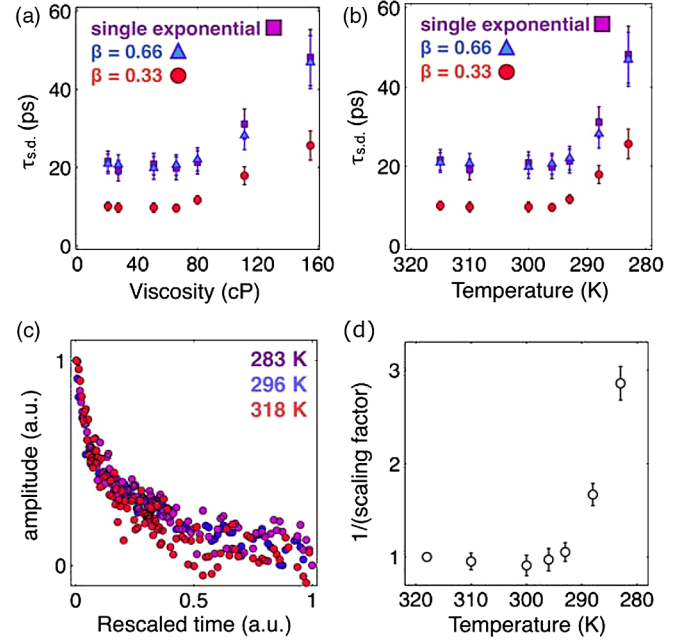 (a)
single exponential
β = 0.66
β = 0.33
τs.d. (ps)
60
40
20
0
0
40
80
120
160
Viscosity (cP)
(b)
single exponential
β = 0.66
β = 0.33
τs.d. (ps)
60
40
20
0
320
310
300
290
280
Temperature (K)
(c)
283 K
296 K
318 K
amplitude (a.u.)
1
0
0
0.5
1
Rescaled time (a.u.)
(d)
1/(scaling factor)
3
2
1
320
310
300
290
280
Temperature (K)